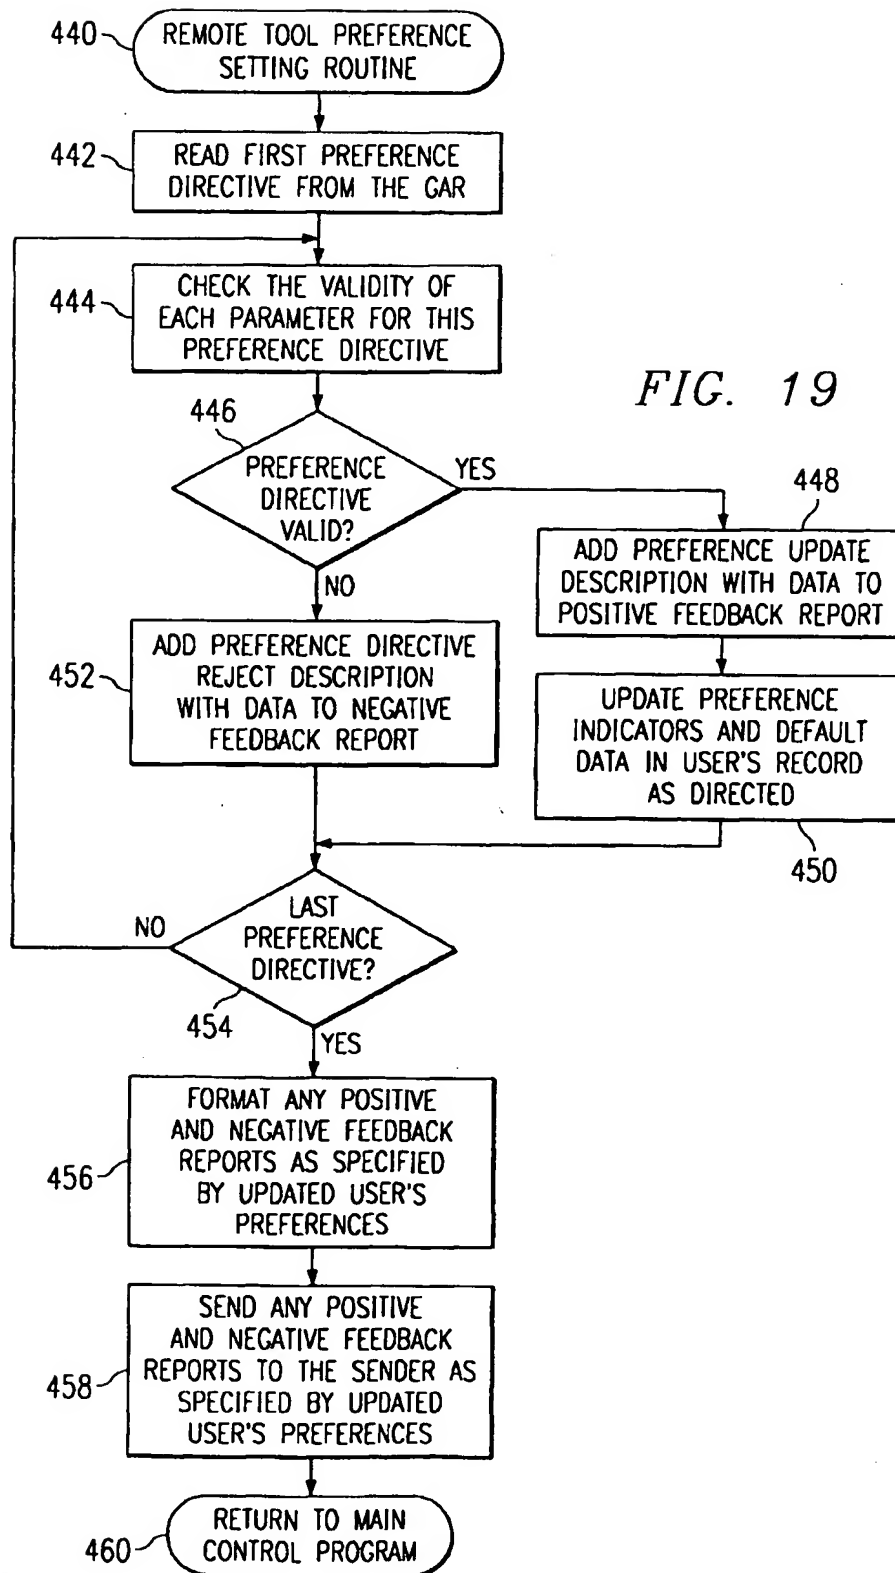 440
REMOTE TOOL PREFERENCE
SETTING ROUTINE
442
READ FIRST PREFERENCE
DIRECTIVE FROM THE GAR
444
CHECK THE VALIDITY OF
EACH PARAMETER FOR THIS
PREFERENCE DIRECTIVE
FIG. 19
446
PREFERENCE
DIRECTIVE
VALID?
YES
NO
448
ADD PREFERENCE UPDATE
DESCRIPTION WITH DATA TO
POSITIVE FEEDBACK REPORT
452
ADD PREFERENCE DIRECTIVE
REJECT DESCRIPTION
WITH DATA TO NEGATIVE
FEEDBACK REPORT
UPDATE PREFERENCE
INDICATORS AND DEFAULT
DATA IN USER'S RECORD
AS DIRECTED
450
NO
LAST
PREFERENCE
DIRECTIVE?
454
YES
456
FORMAT ANY POSITIVE
AND NEGATIVE FEEDBACK
REPORTS AS SPECIFIED
BY UPDATED USER'S
PREFERENCES
458
SEND ANY POSITIVE
AND NEGATIVE FEEDBACK
REPORTS TO THE SENDER AS
SPECIFIED BY UPDATED
USER'S PREFERENCES
460
RETURN TO MAIN
CONTROL PROGRAM